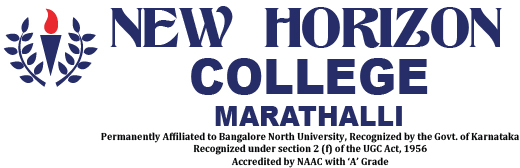 NEW HORIZON
COLLEGE
MARATHALLI
Permanently Affiliated to Bangalore North University, Recognized by the Govt. of Karnataka
Recognized under section 2 (f) of the UGC Act, 1956
Accredited by NAAC with ‘A’ Grade